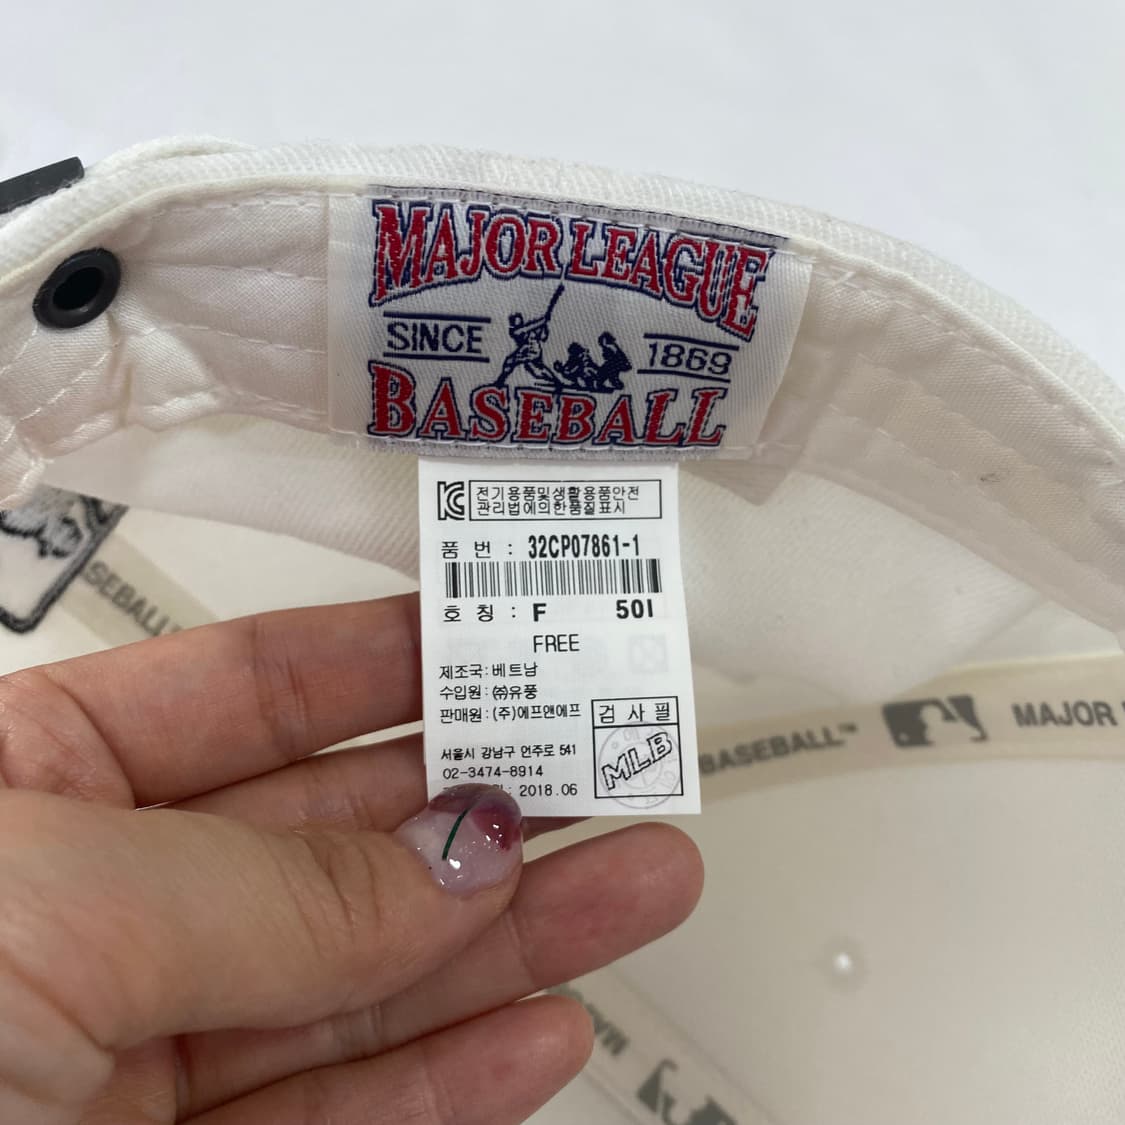 MAJOR LEAGUE
SINCE 1869
BASEBALL
전기용품및생활용품안전
관리법에의한품질표시
품 번 : 32CP07861-1
호 칭 : F 50I
FREE
제조국:베트남
수입원:㈜유풍
판매원:(주)에프앤에프
검 사 필
MLB
서울시 강남구 언주로 541
02-3474-8914
: 2018.06
BASEBALL™
MAJOR